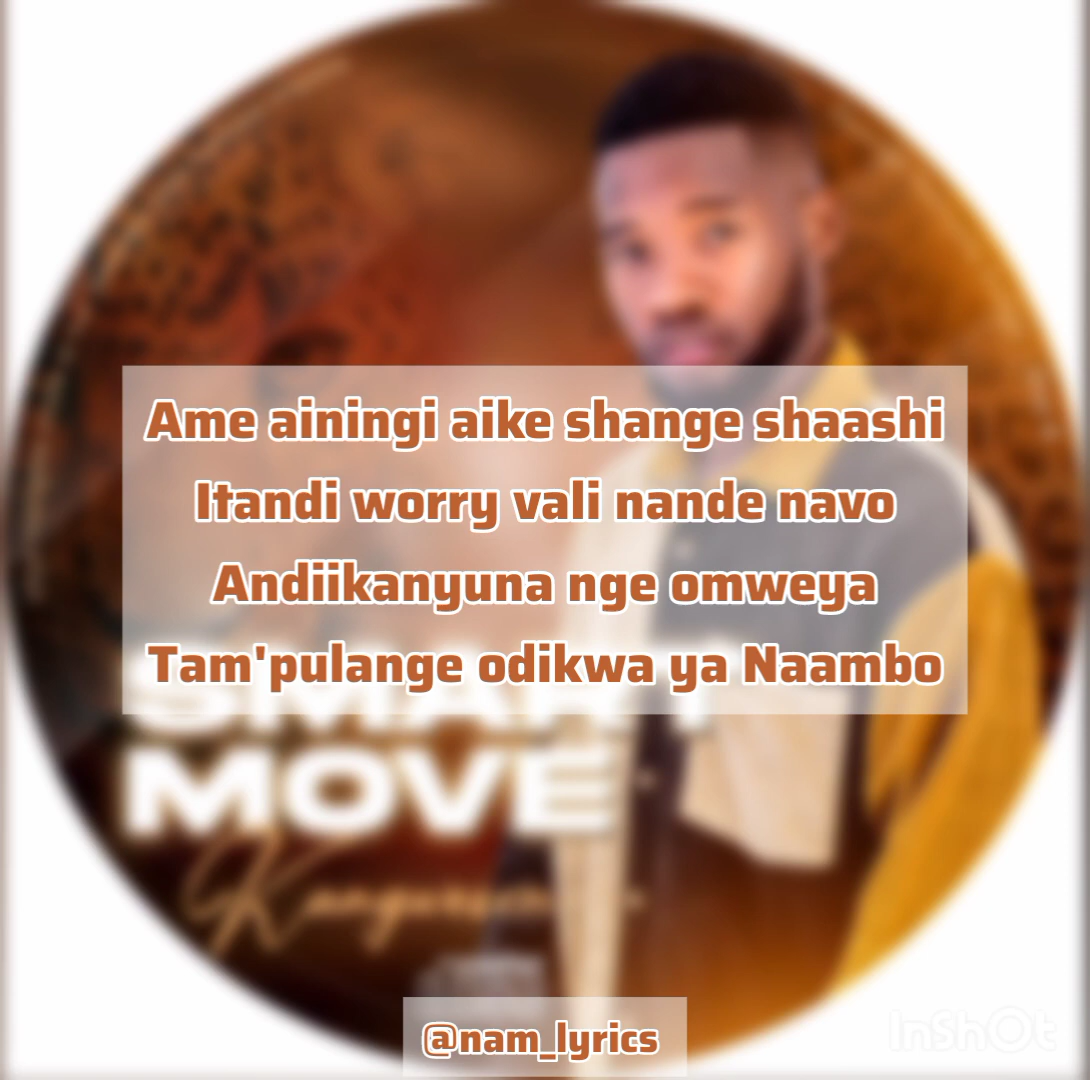 Ame ainingi aike shange shaashi
Itandi worry vali nande navo
Andiikanyuna nge omweya
Tam'pulange odikwa ya Naambo
SMART
MOVE
@nam_lyrics
InShOt